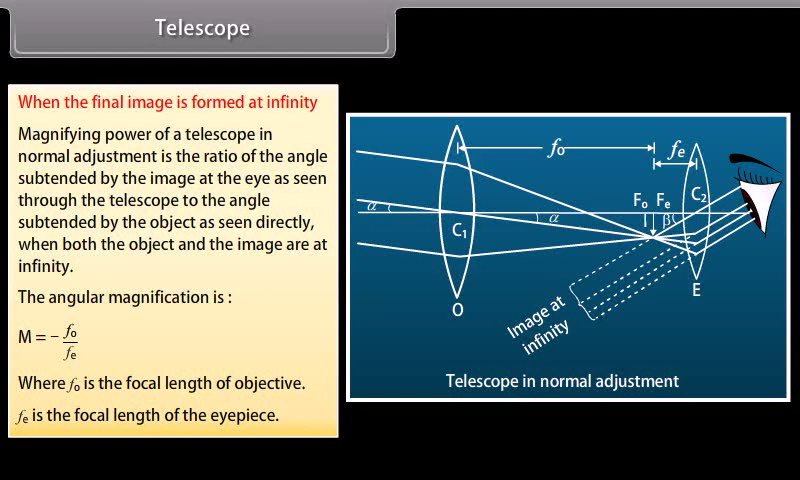 Telescope
When the final image is formed at infinity
Magnifying power of a telescope in
normal adjustment is the ratio of the angle
subtended by the image at the eye as seen
through the telescope to the angle
subtended by the object as seen directly,
when both the object and the image are at
infinity.
The angular magnification is :
M = - fo/fe
Where fo is the focal length of objective.
fe is the focal length of the eyepiece.
fo
fe
Fo Fe
C2
α
α
I
β
C1
O
E
Image at
infinity
Telescope in normal adjustment